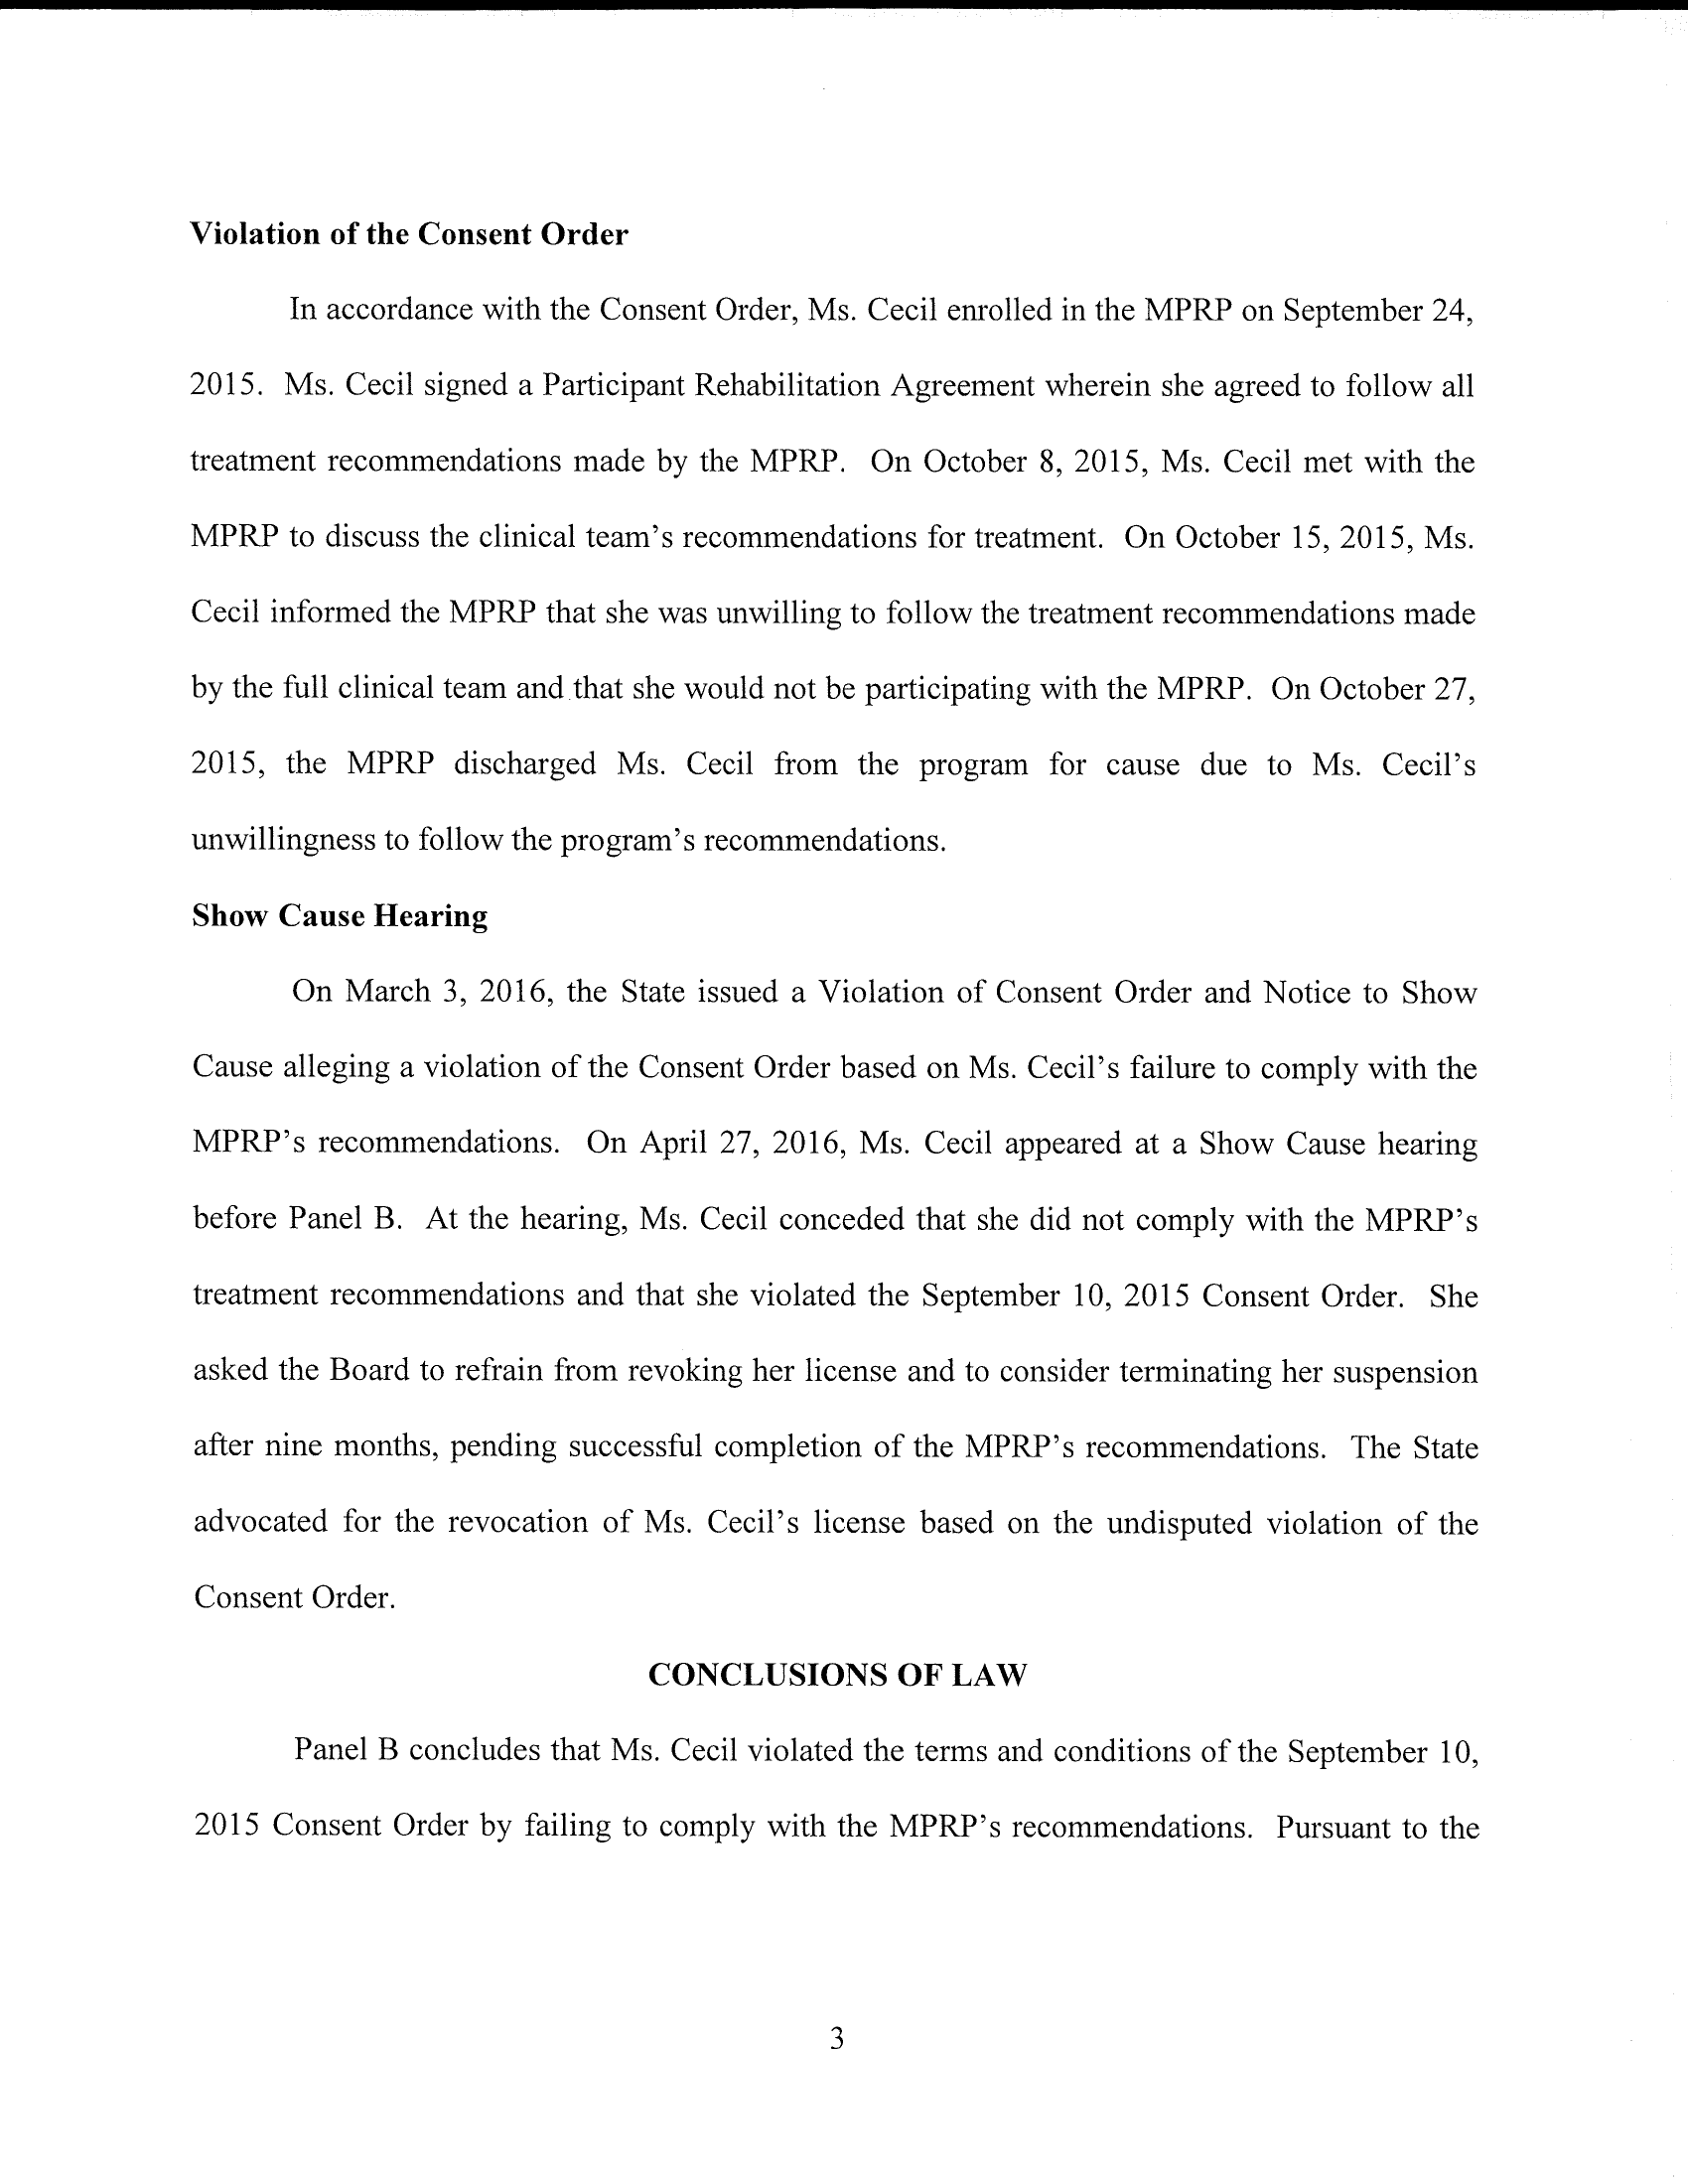 Violation of the Consent Order
In accordance with the Consent Order, Ms. Cecil enrolled in the MPRP on September 24,
2015. Ms. Cecil signed a Participant Rehabilitation Agreement wherein she agreed to follow all
treatment recommendations made by the MPRP. On October 8, 2015, Ms. Cecil met with the
MPRP to discuss the clinical team's recommendations for treatment. On October 15, 2015, Ms.
Cecil informed the MPRP that she was unwilling to follow the treatment recommendations made
by the full clinical team and that she would not be participating with the MPRP. On October 27,
2015, the MPRP discharged Ms. Cecil from the program for cause due to Ms. Cecil's
unwillingness to follow the program's recommendations.
Show Cause Hearing
On March 3, 2016, the State issued a Violation of Consent Order and Notice to Show
Cause alleging a violation of the Consent Order based on Ms. Cecil's failure to comply with the
MPRP's recommendations. On April 27, 2016, Ms. Cecil appeared at a Show Cause hearing
before Panel B. At the hearing, Ms. Cecil conceded that she did not comply with the MPRP's
treatment recommendations and that she violated the September 10, 2015 Consent Order. She
asked the Board to refrain from revoking her license and to consider terminating her suspension
after nine months, pending successful completion of the MPRP's recommendations. The State
advocated for the revocation of Ms. Cecil's license based on the undisputed violation of the
Consent Order.
CONCLUSIONS OF LAW
Panel B concludes that Ms. Cecil violated the terms and conditions of the September 10,
2015 Consent Order by failing to comply with the MPRP's recommendations. Pursuant to the
3